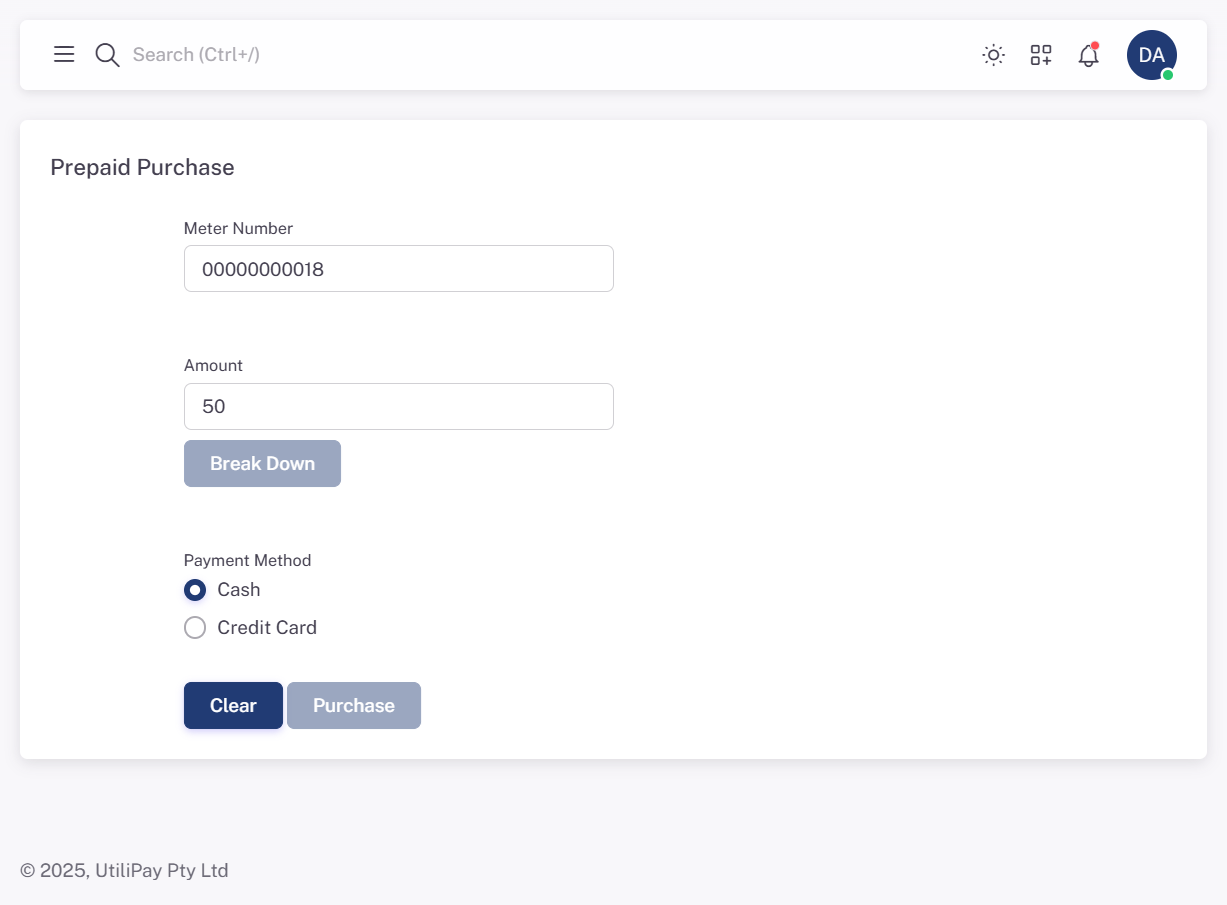 Search (Ctrl+/)
DA
Prepaid Purchase
Meter Number
00000000018
Amount
50
Break Down
Payment Method
Cash
Credit Card
Clear Purchase
© 2025, UtiliPay Pty Ltd